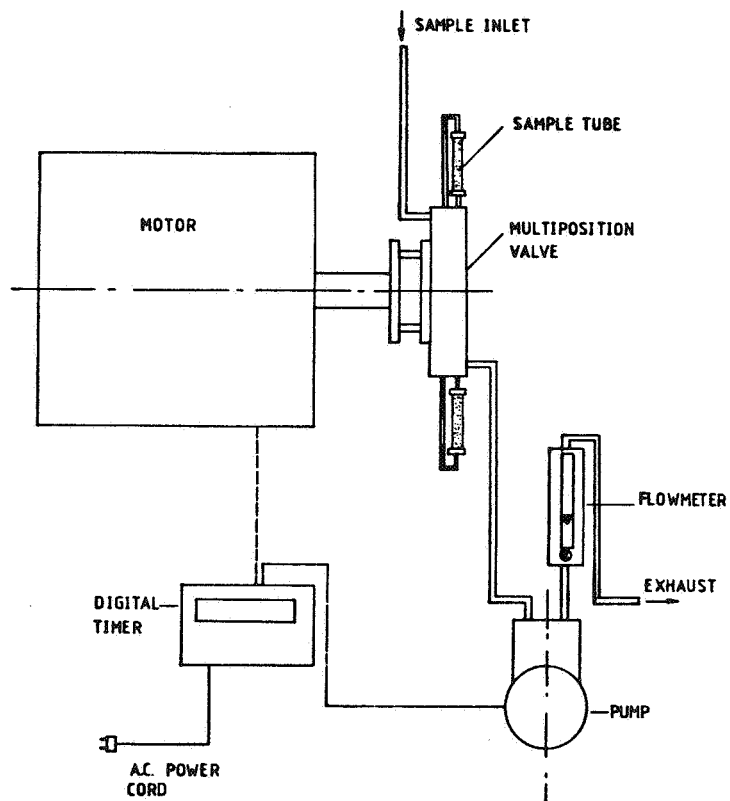 SAMPLE INLET
SAMPLE TUBE
MOTOR
MULTIPOSITION
VALVE
FLOWMETER
EXHAUST
DIGITAL
TIMER
PUMP
A.C. POWER
CORD